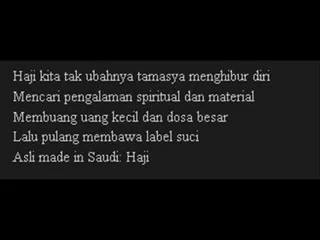 Haji kita tak ubahnya tamasya menghibur diri
Mencari pengalaman spiritual dan material
Membuang uang kecil dan dosa besar
Lalu pulang membawa label suci
Asli made in Saudi: Haji